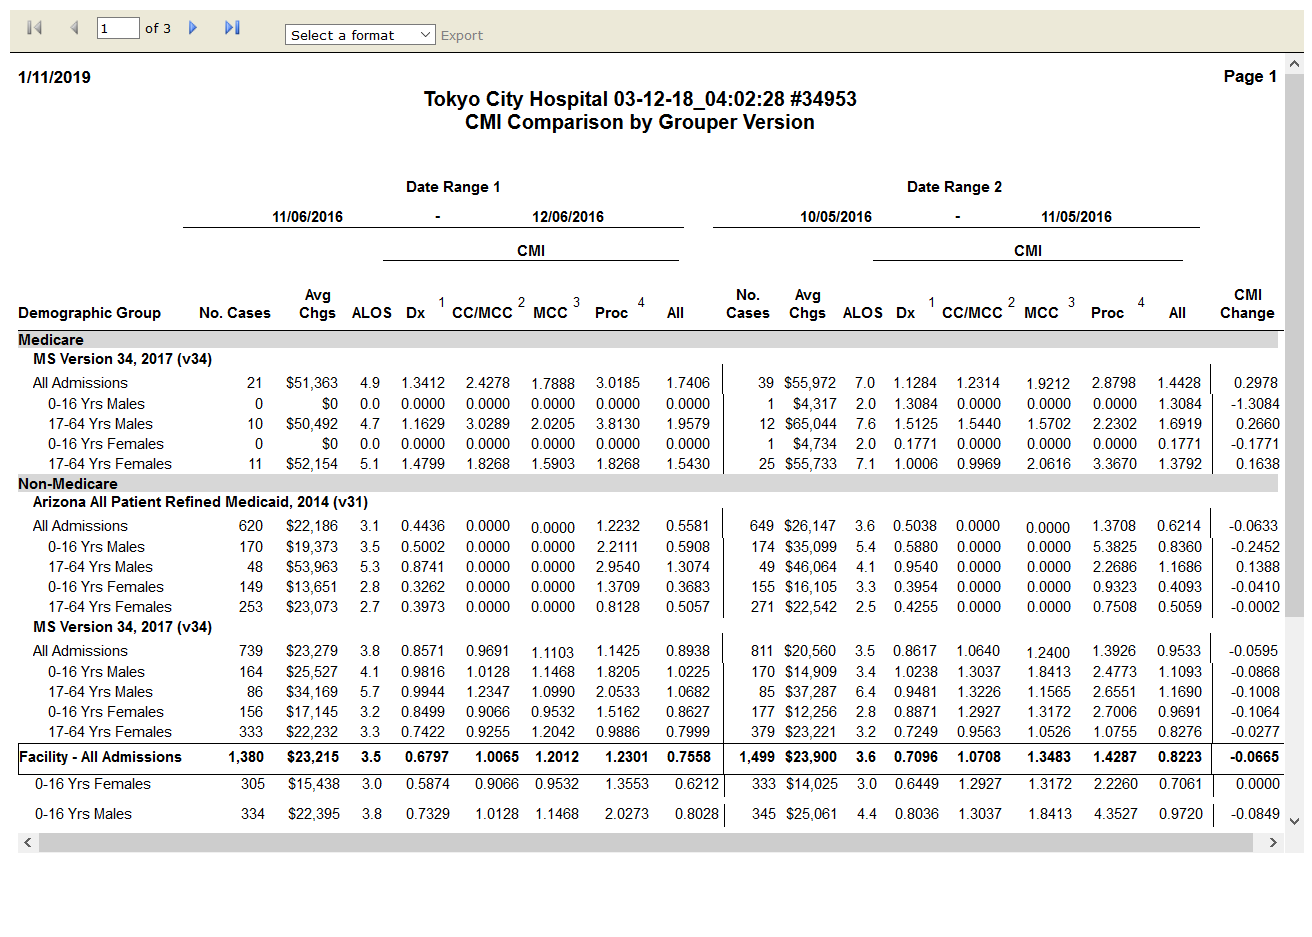 1 of 3 Select a format Export
1/11/2019 Page 1
Tokyo City Hospital 03-12-18_04:02:28 #34953
CMI Comparison by Grouper Version
Date Range 1 Date Range 2
11/06/2016 - 12/06/2016 10/05/2016 - 11/05/2016
CMI CMI
Avg No. Avg CMI
Demographic Group No. Cases Chgs ALOS Dx 1 CC/MCC 2 MCC 3 Proc 4 All Cases Chgs ALOS Dx 1 CC/MCC 2 MCC 3 Proc 4 All Change
Medicare
MS Version 34, 2017 (v34)
All Admissions 21 $51,363 4.9 1.3412 2.4278 1.7888 3.0185 1.7406 39 $55,972 7.0 1.1284 1.2314 1.9212 2.8798 1.4428 0.2978
0-16 Yrs Males 0 $0 0.0 0.0000 0.0000 0.0000 0.0000 0.0000 1 $4,317 2.0 1.3084 0.0000 0.0000 0.0000 1.3084 -1.3084
17-64 Yrs Males 10 $50,492 4.7 1.1629 3.0289 2.0205 3.8130 1.9579 12 $65,044 7.6 1.5125 1.5440 1.5702 2.2302 1.6919 0.2660
0-16 Yrs Females 0 $0 0.0 0.0000 0.0000 0.0000 0.0000 0.0000 1 $4,734 2.0 0.1771 0.0000 0.0000 0.0000 0.1771 -0.1771
17-64 Yrs Females 11 $52,154 5.1 1.4799 1.8268 1.5903 1.8268 1.5430 25 $55,733 7.1 1.0006 0.9969 2.0616 3.3670 1.3792 0.1638
Non-Medicare
Arizona All Patient Refined Medicaid, 2014 (v31)
All Admissions 620 $22,186 3.1 0.4436 0.0000 0.0000 1.2232 0.5581 649 $26,147 3.6 0.5038 0.0000 0.0000 1.3708 0.6214 -0.0633
0-16 Yrs Males 170 $19,373 3.5 0.5002 0.0000 0.0000 2.2111 0.5908 174 $35,099 5.4 0.5880 0.0000 0.0000 5.3825 0.8360 -0.2452
17-64 Yrs Males 48 $53,963 5.3 0.8741 0.0000 0.0000 2.9540 1.3074 49 $46,064 4.1 0.9540 0.0000 0.0000 2.2686 1.1686 0.1388
0-16 Yrs Females 149 $13,651 2.8 0.3262 0.0000 0.0000 1.3709 0.3683 155 $16,105 3.3 0.3954 0.0000 0.0000 0.9323 0.4093 -0.0410
17-64 Yrs Females 253 $23,073 2.7 0.3973 0.0000 0.0000 0.8128 0.5057 271 $22,542 2.5 0.4255 0.0000 0.0000 0.7508 0.5059 -0.0002
MS Version 34, 2017 (v34)
All Admissions 739 $23,279 3.8 0.8571 0.9691 1.1103 1.1425 0.8938 811 $20,560 3.5 0.8617 1.0640 1.2400 1.3926 0.9533 -0.0595
0-16 Yrs Males 164 $25,527 4.1 0.9816 1.0128 1.1468 1.8205 1.0225 170 $14,909 3.4 1.0238 1.3037 1.8413 2.4773 1.1093 -0.0868
17-64 Yrs Males 86 $34,169 5.7 0.9944 1.2347 1.0990 2.0533 1.0682 85 $37,287 6.4 0.9481 1.3226 1.1565 2.6551 1.1690 -0.1008
0-16 Yrs Females 156 $17,145 3.2 0.8499 0.9066 0.9532 1.5162 0.8627 177 $12,256 2.8 0.8871 1.2927 1.3172 2.7006 0.9691 -0.1064
17-64 Yrs Females 333 $22,232 3.3 0.7422 0.9255 1.2042 0.9886 0.7999 379 $23,221 3.2 0.7249 0.9563 1.0526 1.0755 0.8276 -0.0277
Facility - All Admissions 1,380 $23,215 3.5 0.6797 1.0065 1.2012 1.2301 0.7558 1,499 $23,900 3.6 0.7096 1.0708 1.3483 1.4287 0.8223 -0.0665
0-16 Yrs Females 305 $15,438 3.0 0.5874 0.9066 0.9532 1.3553 0.6212 333 $14,025 3.0 0.6449 1.2927 1.3172 2.2260 0.7061 0.0000
0-16 Yrs Males 334 $22,395 3.8 0.7329 1.0128 1.1468 2.0273 0.8028 345 $25,061 4.4 0.8036 1.3037 1.8413 4.3527 0.9720 -0.0849